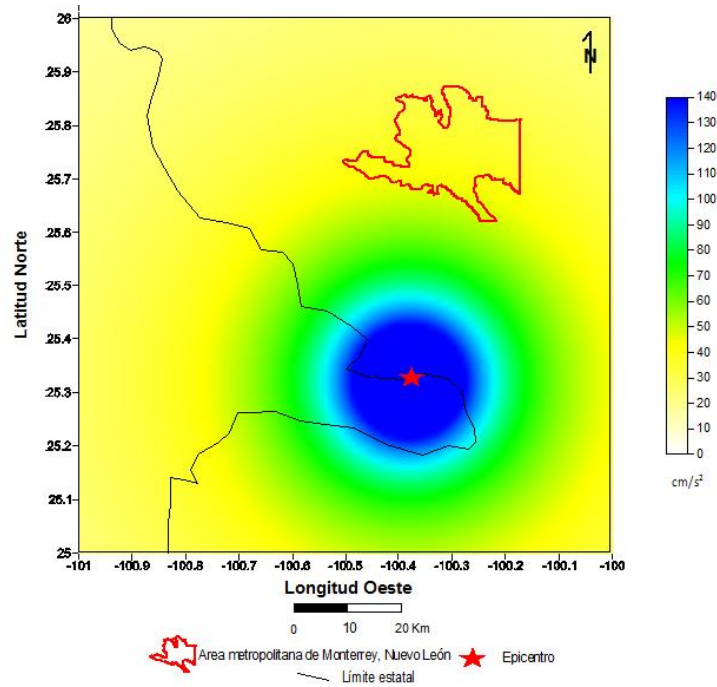 26
25.9
25.8
25.7
25.6
25.5
25.4
25.3
25.2
25.1
25
Latitud Norte
N
-101 -100.9 -100.8 -100.7 -100.6 -100.5 -100.4 -100.3 -100.2 -100.1 -100
Longitud Oeste
0 10 20 Km
140
130
120
110
100
90
80
70
60
50
40
30
20
10
0
cm/s²
Area metropolitana de Monterrey, Nuevo León
Epicentro
Límite estatal